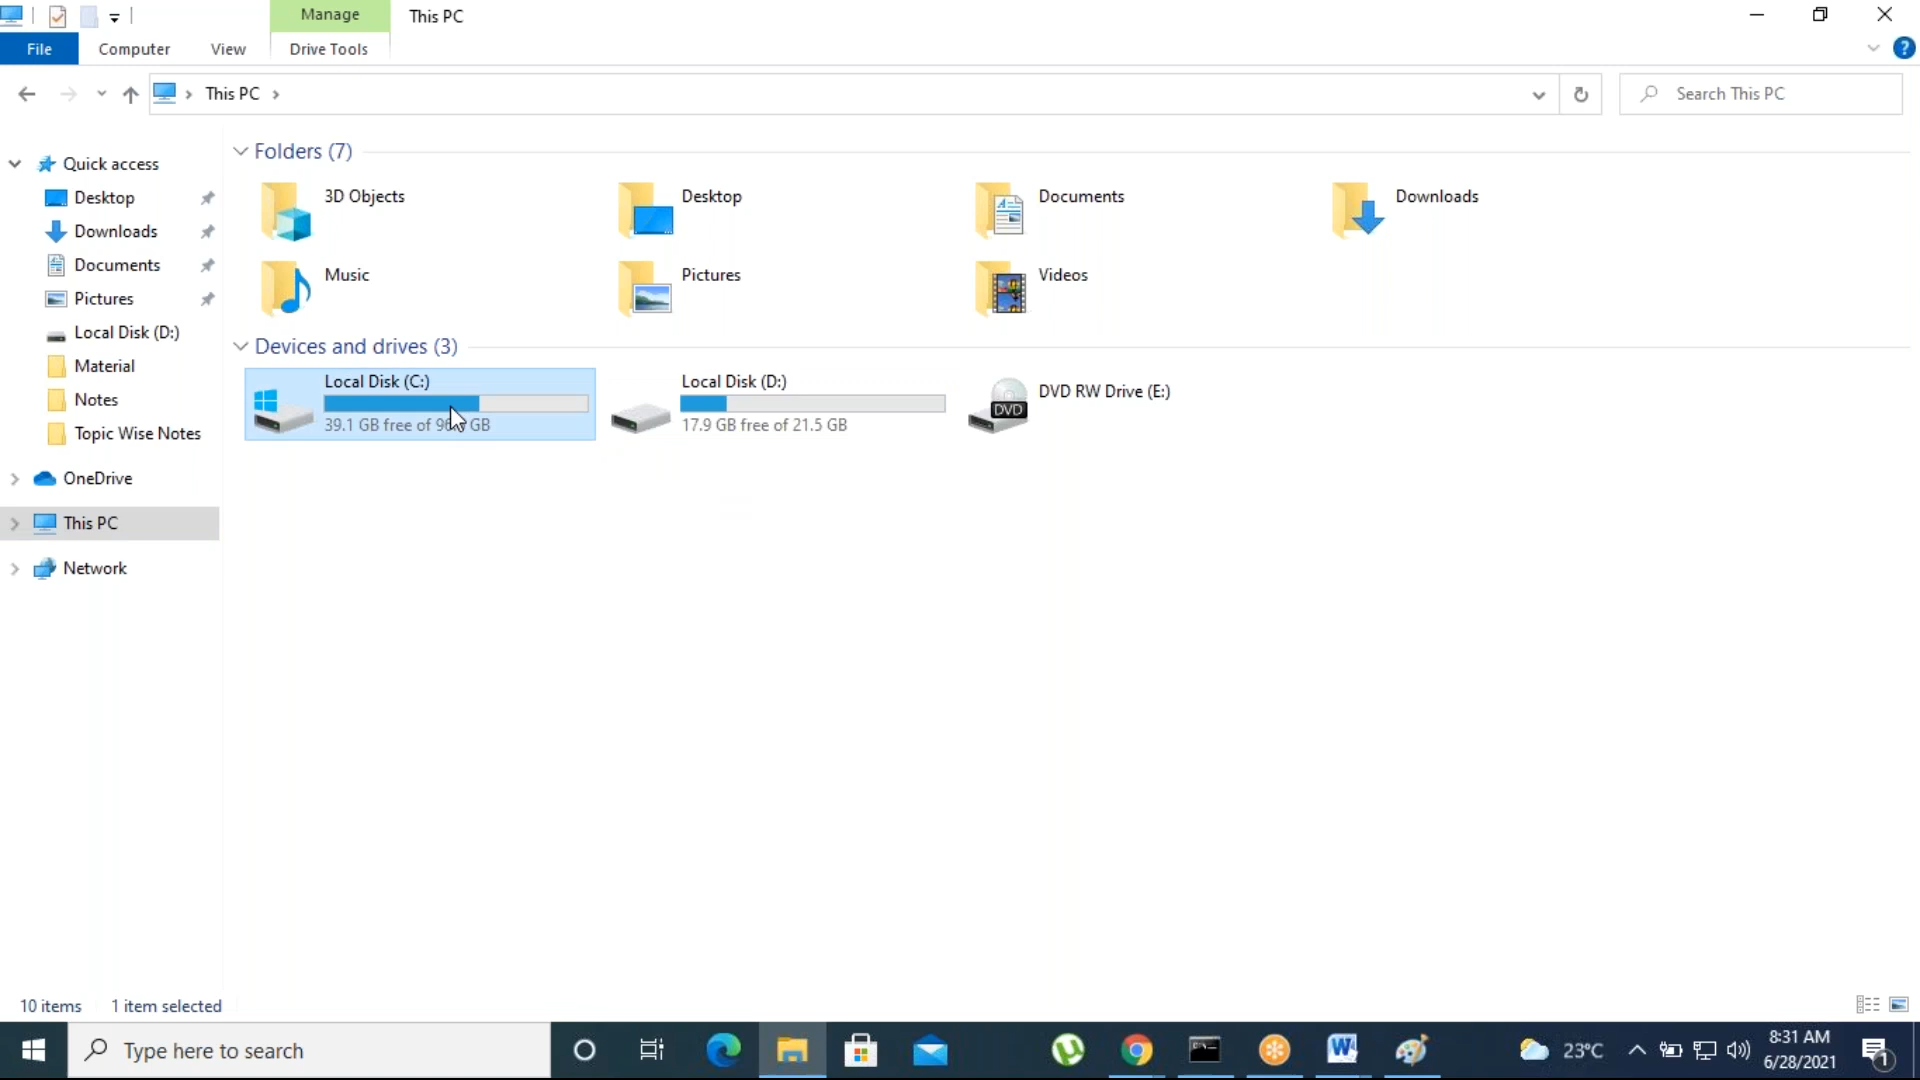 Manage
This PC
File
Computer
View
Drive Tools
This PC
Search This PC
Quick access
Desktop
Downloads
Documents
Pictures
Local Disk (D:)
Material
Notes
Topic Wise Notes
OneDrive
This PC
Network
Folders (7)
3D Objects
Desktop
Documents
Downloads
Music
Pictures
Videos
Devices and drives (3)
Local Disk (C:)
39.1 GB free of GB
Local Disk (D:)
17.9 GB free of 21.5 GB
DVD RW Drive (E:)
DVD
10 items
1 item selected
Type here to search
23°C
8:31 AM
6/28/2021
1